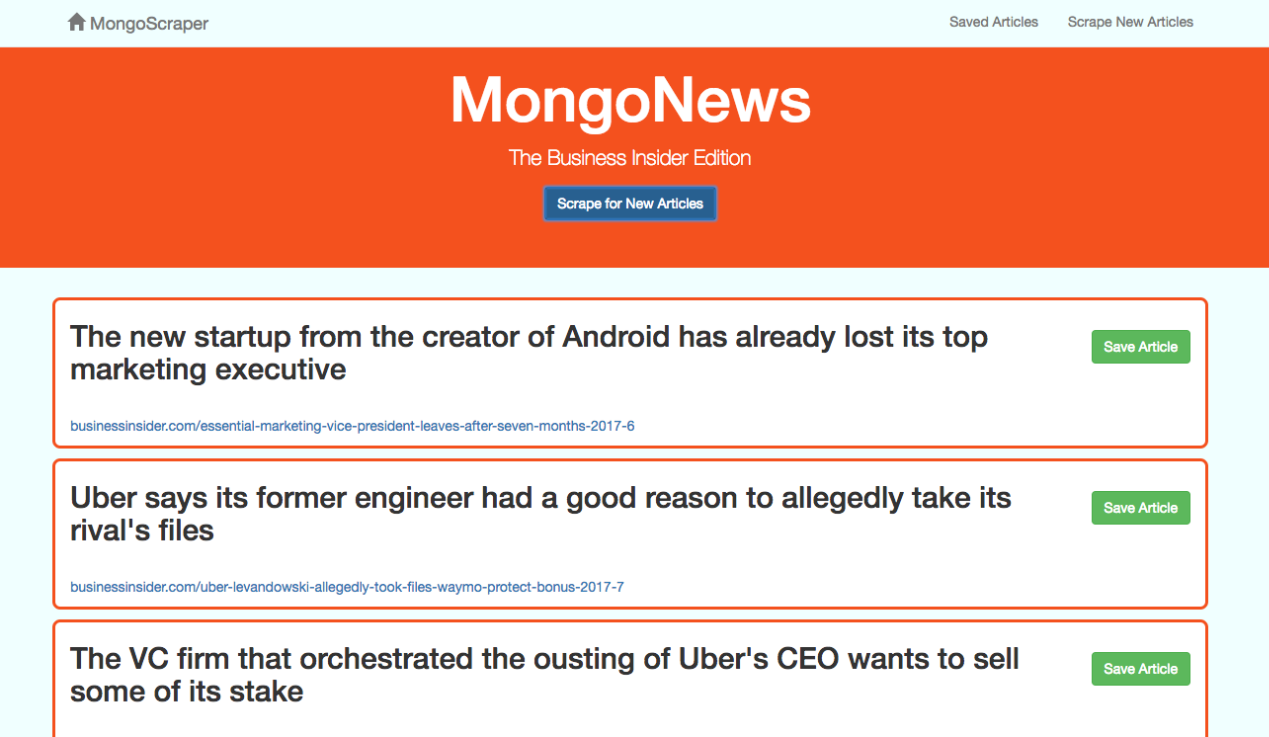 MongoScraper
Saved Articles
Scrape New Articles
MongoNews
The Business Insider Edition
Scrape for New Articles
The new startup from the creator of Android has already lost its top
marketing executive
Save Article
businessinsider.com/essential-marketing-vice-president-leaves-after-seven-months-2017-6
Uber says its former engineer had a good reason to allegedly take its
rival's files
Save Article
businessinsider.com/uber-levandowski-allegedly-took-files-waymo-protect-bonus-2017-7
The VC firm that orchestrated the ousting of Uber's CEO wants to sell
some of its stake
Save Article